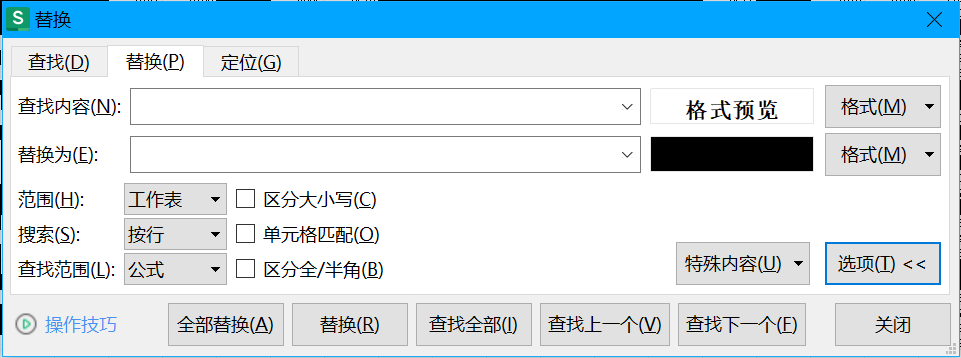 S 替换
查找(D) 替换(P) 定位(G)
查找内容(N): 格式预览 格式(M)
替换为(E): 格式(M)
范围(H): 工作表 区分大小写(C)
搜索(S): 按行 单元格匹配(O)
查找范围(L): 公式 区分全/半角(B) 特殊内容(U) 选项(T) <<
操作技巧 全部替换(A) 替换(R) 查找全部(I) 查找上一个(V) 查找下一个(F) 关闭